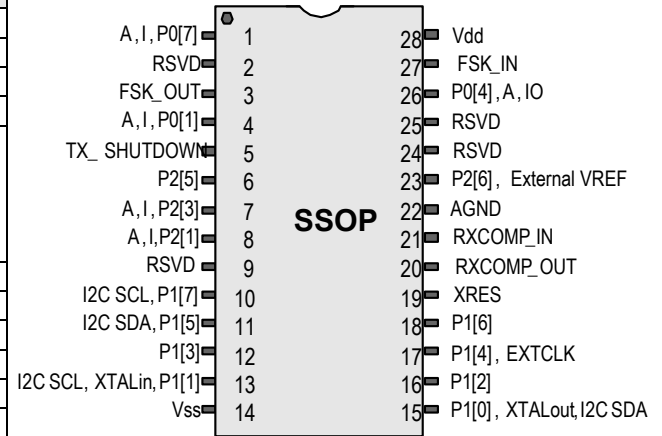 A, I, P0[7] 1 28 Vdd
RSVD 2 27 FSK_IN
FSK_OUT 3 26 P0[4], A, IO
A, I, P0[1] 4 25 RSVD
TX_ SHUTDOWN 5 24 RSVD
P2[5] 6 23 P2[6], External VREF
A, I, P2[3] 7 22 AGND
SSOP
A, I, P2[1] 8 21 RXCOMP_IN
RSVD 9 20 RXCOMP_OUT
I2C SCL, P1[7] 10 19 XRES
I2C SDA, P1[5] 11 18 P1[6]
P1[3] 12 17 P1[4], EXTCLK
I2C SCL, XTALin, P1[1] 13 16 P1[2]
Vss 14 15 P1[0], XTALout, I2C SDA